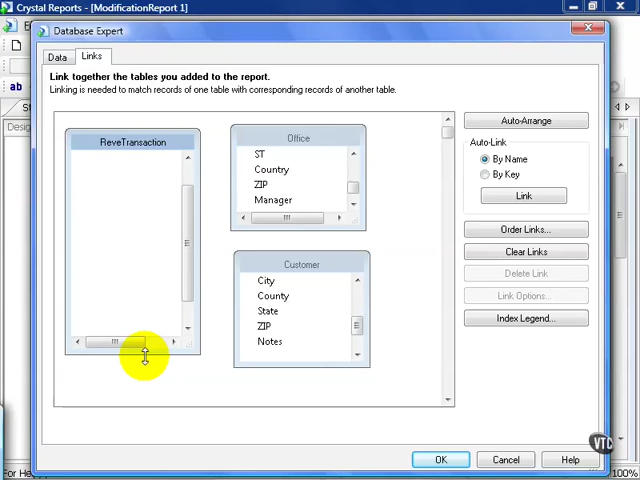 Crystal Reports - [ModificationReport 1]
Database Expert
Data
Links
ab
Link together the tables you added to the report.
Linking is needed to match records of one table with corresponding records of another table.
ReveTransaction
Office
ST
Country
ZIP
Manager
Customer
City
County
State
ZIP
Notes
Auto-Arrange
Auto-Link
By Name
By Key
Link
Order Links...
Clear Links
Delete Link
Link Options...
Index Legend...
VTC
OK
Cancel
Help
For He
100%